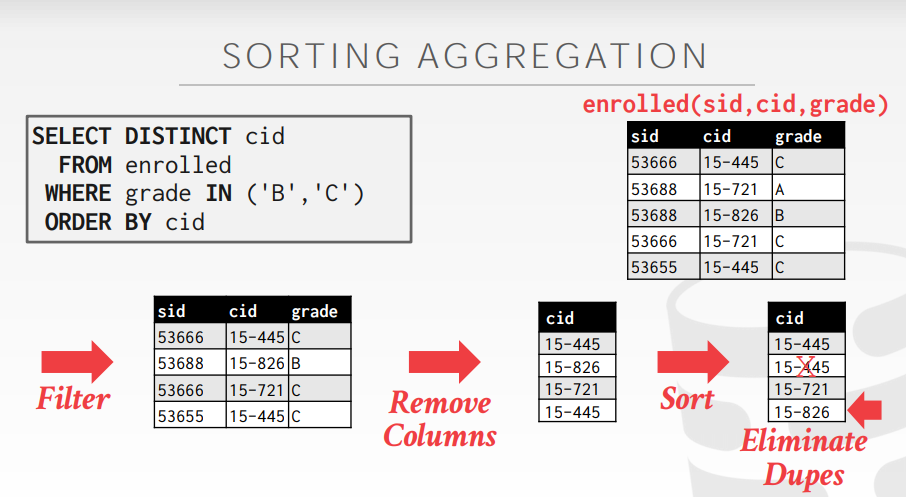 SORTING AGGREGATION
SELECT DISTINCT cid
FROM enrolled
WHERE grade IN ('B','C')
ORDER BY cid
enrolled(sid,cid,grade)
sid cid grade
53666 15-445 C
53688 15-721 A
53688 15-826 B
53666 15-721 C
53655 15-445 C
Filter
sid cid grade
53666 15-445 C
53688 15-826 B
53666 15-721 C
53655 15-445 C
Remove
Columns
cid
15-445
15-826
15-721
15-445
Sort
cid
15-445
15-445
X
15-721
15-826
Eliminate
Dupes